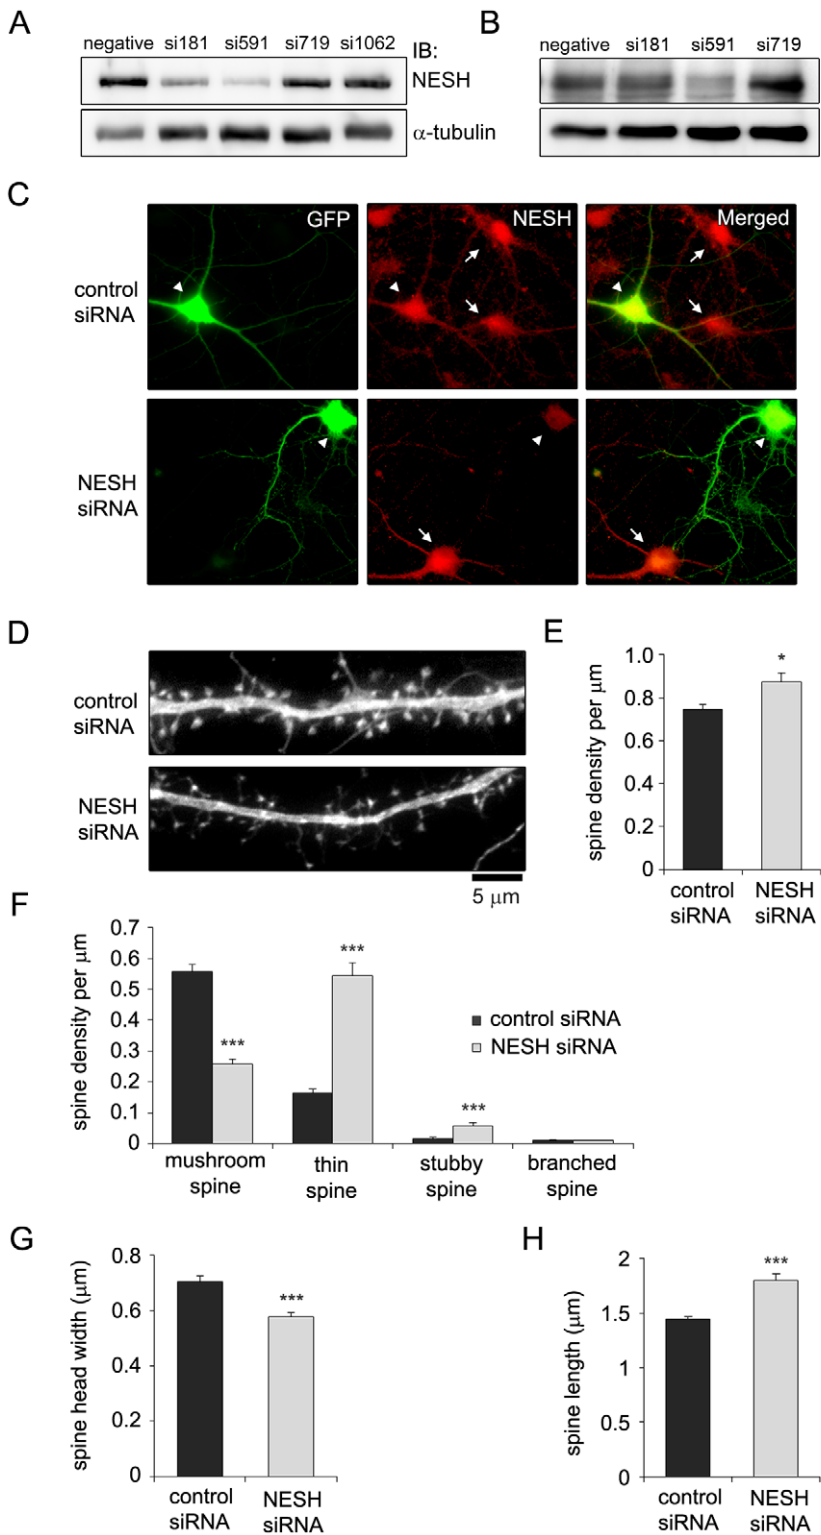 A
negative si181 si591 si719 si1062 IB:
NESH
α-tubulin
B
negative si181 si591 si719
C
GFP NESH Merged
control
siRNA
NESH
siRNA
D
control
siRNA
NESH
siRNA
5 μm
E
spine density per μm
1.0
0.8
0.6
0.4
0.2
0
*
control
siRNA
NESH
siRNA
F
spine density per μm
0.7
0.6
0.5
0.4
0.3
0.2
0.1
0
***
***
***
control siRNA
NESH siRNA
mushroom
spine
thin
spine
stubby
spine
branched
spine
G
spine head width (μm)
0.8
0.6
0.4
0.2
0
***
control
siRNA
NESH
siRNA
H
spine length (μm)
2
1.5
1
0.5
0
***
control
siRNA
NESH
siRNA